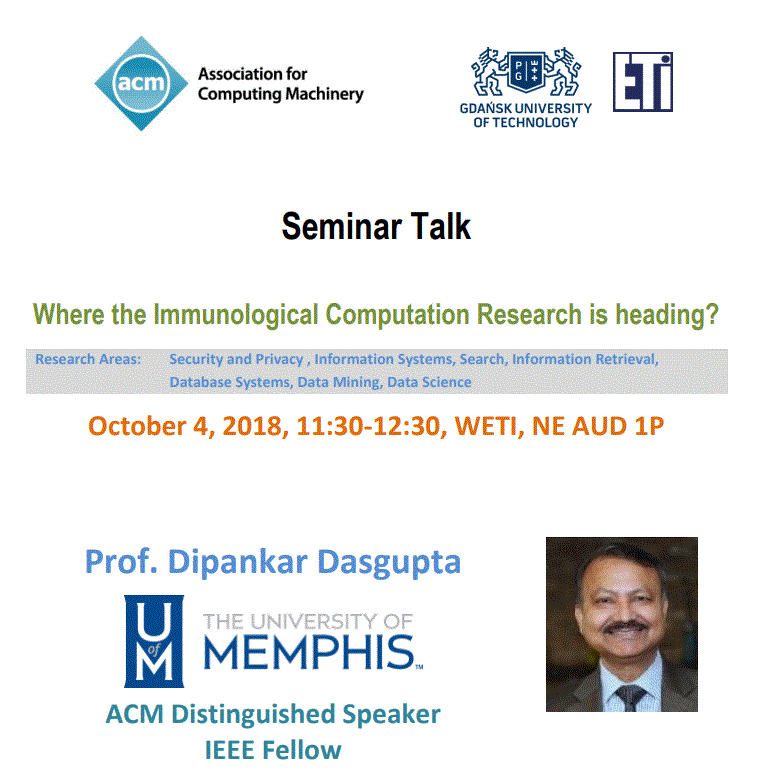 acm
Association for
Computing Machinery
PG
GDAŃSK UNIVERSITY
OF TECHNOLOGY
ETI
Seminar Talk
Where the Immunological Computation Research is heading?
Research Areas: Security and Privacy , Information Systems, Search, Information Retrieval,
Database Systems, Data Mining, Data Science
October 4, 2018, 11:30-12:30, WETI, NE AUD 1P
Prof. Dipankar Dasgupta
U of M
THE UNIVERSITY OF
MEMPHIS™
ACM Distinguished Speaker
IEEE Fellow